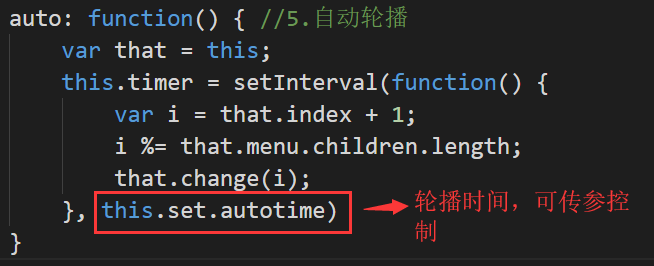 auto: function() { //5.自动轮播
var that = this;
this.timer = setInterval(function() {
var i = that.index + 1;
i %= that.menu.children.length;
that.change(i);
}, this.set.autotime)
轮播时间，可传参控
制
}